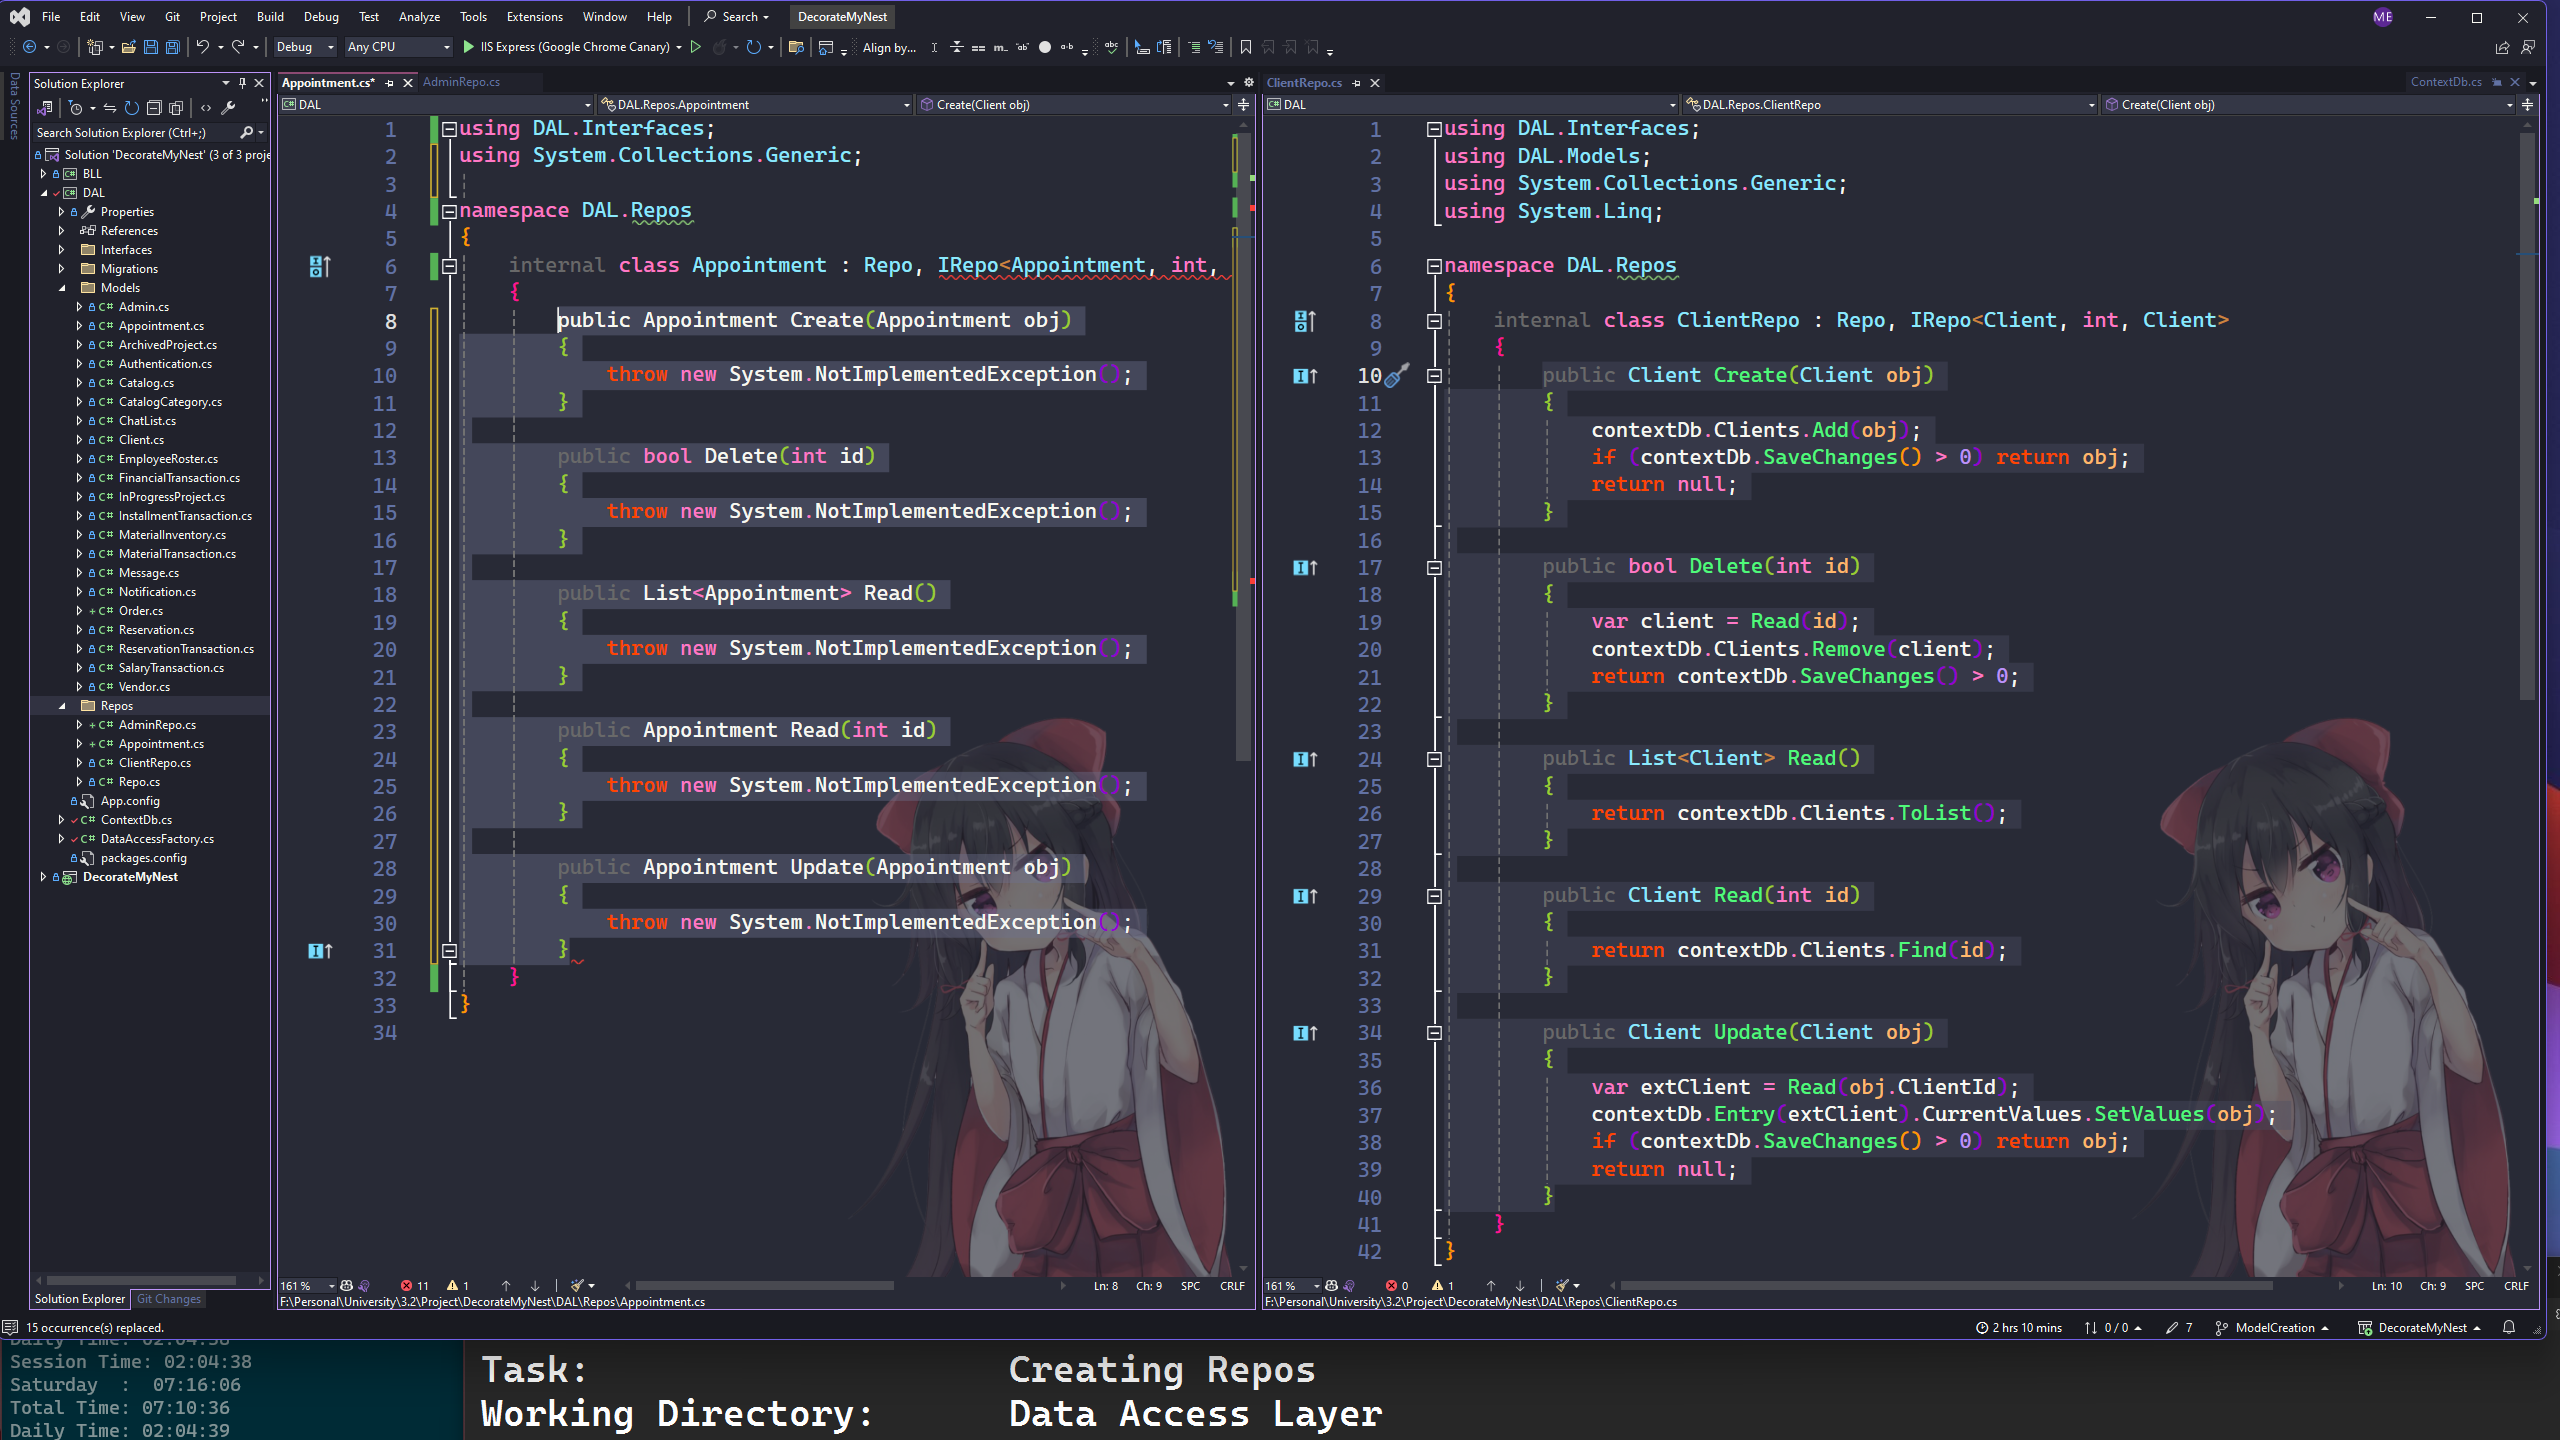 File Edit View Git Project Build Debug Test Analyze Tools Extensions Window Help Search DecorateMyNest ME
Debug Any CPU IIS Express (Google Chrome Canary) Align by...
Data Sources
Solution Explorer
Search Solution Explorer (Ctrl+;)
Solution 'DecorateMyNest' (3 of 3 proje
BLL
DAL
Properties
References
Interfaces
Migrations
Models
C# Admin.cs
C# Appointment.cs
C# ArchivedProject.cs
C# Authentication.cs
C# Catalog.cs
C# CatalogCategory.cs
C# ChatList.cs
C# Client.cs
C# EmployeeRoster.cs
C# FinancialTransaction.cs
C# InProgressProject.cs
C# InstallmentTransaction.cs
C# MaterialInventory.cs
C# MaterialTransaction.cs
C# Message.cs
C# Notification.cs
+ C# Order.cs
C# Reservation.cs
C# ReservationTransaction.cs
C# SalaryTransaction.cs
C# Vendor.cs
Repos
+ C# AdminRepo.cs
+ C# Appointment.cs
C# ClientRepo.cs
C# Repo.cs
App.config
C# ContextDb.cs
C# DataAccessFactory.cs
packages.config
DecorateMyNest
Solution Explorer Git Changes
Appointment.cs* AdminRepo.cs
DAL DAL.Repos.Appointment Create(Client obj)
1 using DAL.Interfaces;
2 using System.Collections.Generic;
3
4 namespace DAL.Repos
5 {
6 internal class Appointment : Repo, IRepo<Appointment, int,
7 {
8 public Appointment Create(Appointment obj)
9 {
10 throw new System.NotImplementedException();
11 }
12
13 public bool Delete(int id)
14 {
15 throw new System.NotImplementedException();
16 }
17
18 public List<Appointment> Read()
19 {
20 throw new System.NotImplementedException();
21 }
22
23 public Appointment Read(int id)
24 {
25 throw new System.NotImplementedException();
26 }
27
28 public Appointment Update(Appointment obj)
29 {
30 throw new System.NotImplementedException();
31 }
32 }
33 }
34
161 % 11 1 Ln: 8 Ch: 9 SPC CRLF
F:\Personal\University\3.2\Project\DecorateMyNest\DAL\Repos\Appointment.cs
ClientRepo.cs ContextDb.cs
DAL DAL.Repos.ClientRepo Create(Client obj)
1 using DAL.Interfaces;
2 using DAL.Models;
3 using System.Collections.Generic;
4 using System.Linq;
5
6 namespace DAL.Repos
7 {
8 internal class ClientRepo : Repo, IRepo<Client, int, Client>
9 {
10 public Client Create(Client obj)
11 {
12 contextDb.Clients.Add(obj);
13 if (contextDb.SaveChanges() > 0) return obj;
14 return null;
15 }
16
17 public bool Delete(int id)
18 {
19 var client = Read(id);
20 contextDb.Clients.Remove(client);
21 return contextDb.SaveChanges() > 0;
22 }
23
24 public List<Client> Read()
25 {
26 return contextDb.Clients.ToList();
27 }
28
29 public Client Read(int id)
30 {
31 return contextDb.Clients.Find(id);
32 }
33
34 public Client Update(Client obj)
35 {
36 var extClient = Read(obj.ClientId);
37 contextDb.Entry(extClient).CurrentValues.SetValues(obj);
38 if (contextDb.SaveChanges() > 0) return obj;
39 return null;
40 }
41 }
42 }
161 % 0 1 Ln: 10 Ch: 9 SPC CRLF
F:\Personal\University\3.2\Project\DecorateMyNest\DAL\Repos\ClientRepo.cs
15 occurrence(s) replaced. 2 hrs 10 mins 0 / 0 7 ModelCreation DecorateMyNest
Daily Time: 02:04:38
Session Time: 02:04:38
Saturday : 07:16:06
Total Time: 07:10:36
Daily Time: 02:04:39
Task: Creating Repos
Working Directory: Data Access Layer